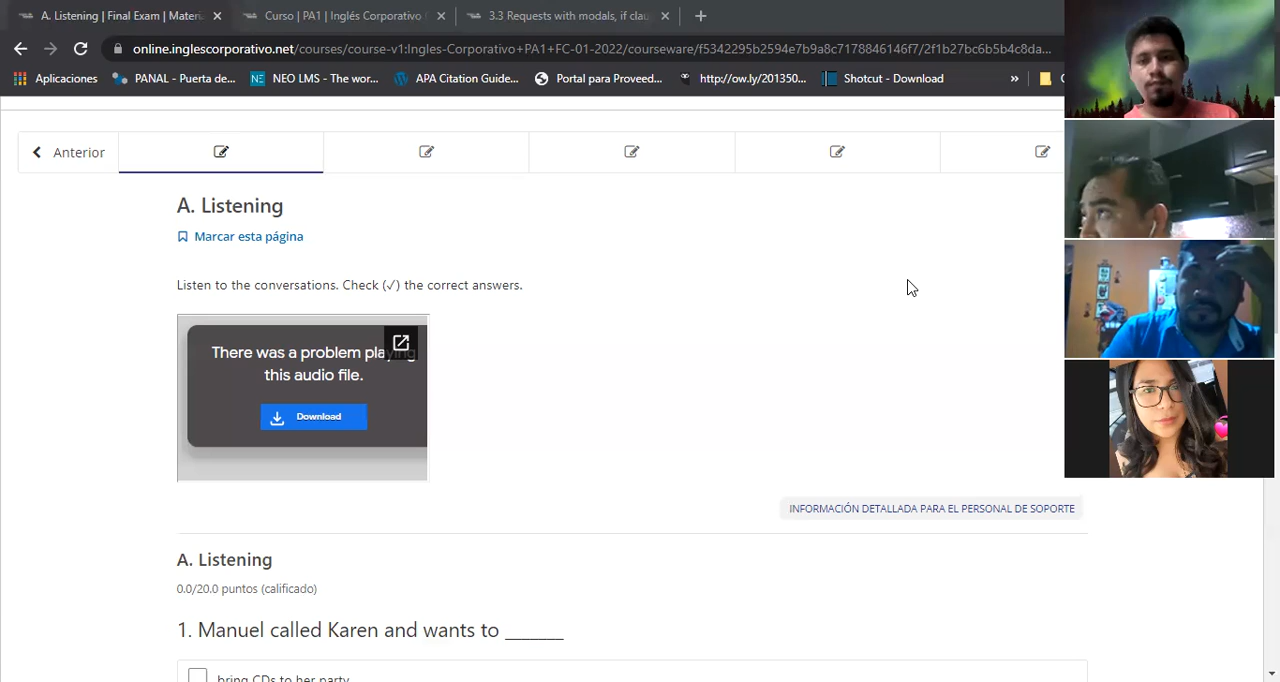 A. Listening | Final Exam | Materi
Curso | PA1 | Inglés Corporativo
3.3 Requests with modals, if clau
online.inglescorporativo.net/courses/course-v1:Ingles-Corporativo+PA1+FC-01-2022/courseware/f5342295b2594e7b9a8c7178846146f7/2f1b27bc6b5b4c8da...
Aplicaciones
PANAL - Puerta de...
NEO LMS - The wor...
APA Citation Guide...
Portal para Proveed...
http://ow.ly/201350...
Shotcut - Download
»
Anterior
A. Listening
Marcar esta página
Listen to the conversations. Check (✓) the correct answers.
There was a problem playing
this audio file.
Download
INFORMACIÓN DETALLADA PARA EL PERSONAL DE SOPORTE
A. Listening
0.0/20.0 puntos (calificado)
1. Manuel called Karen and wants to _______
bring CDs to her party